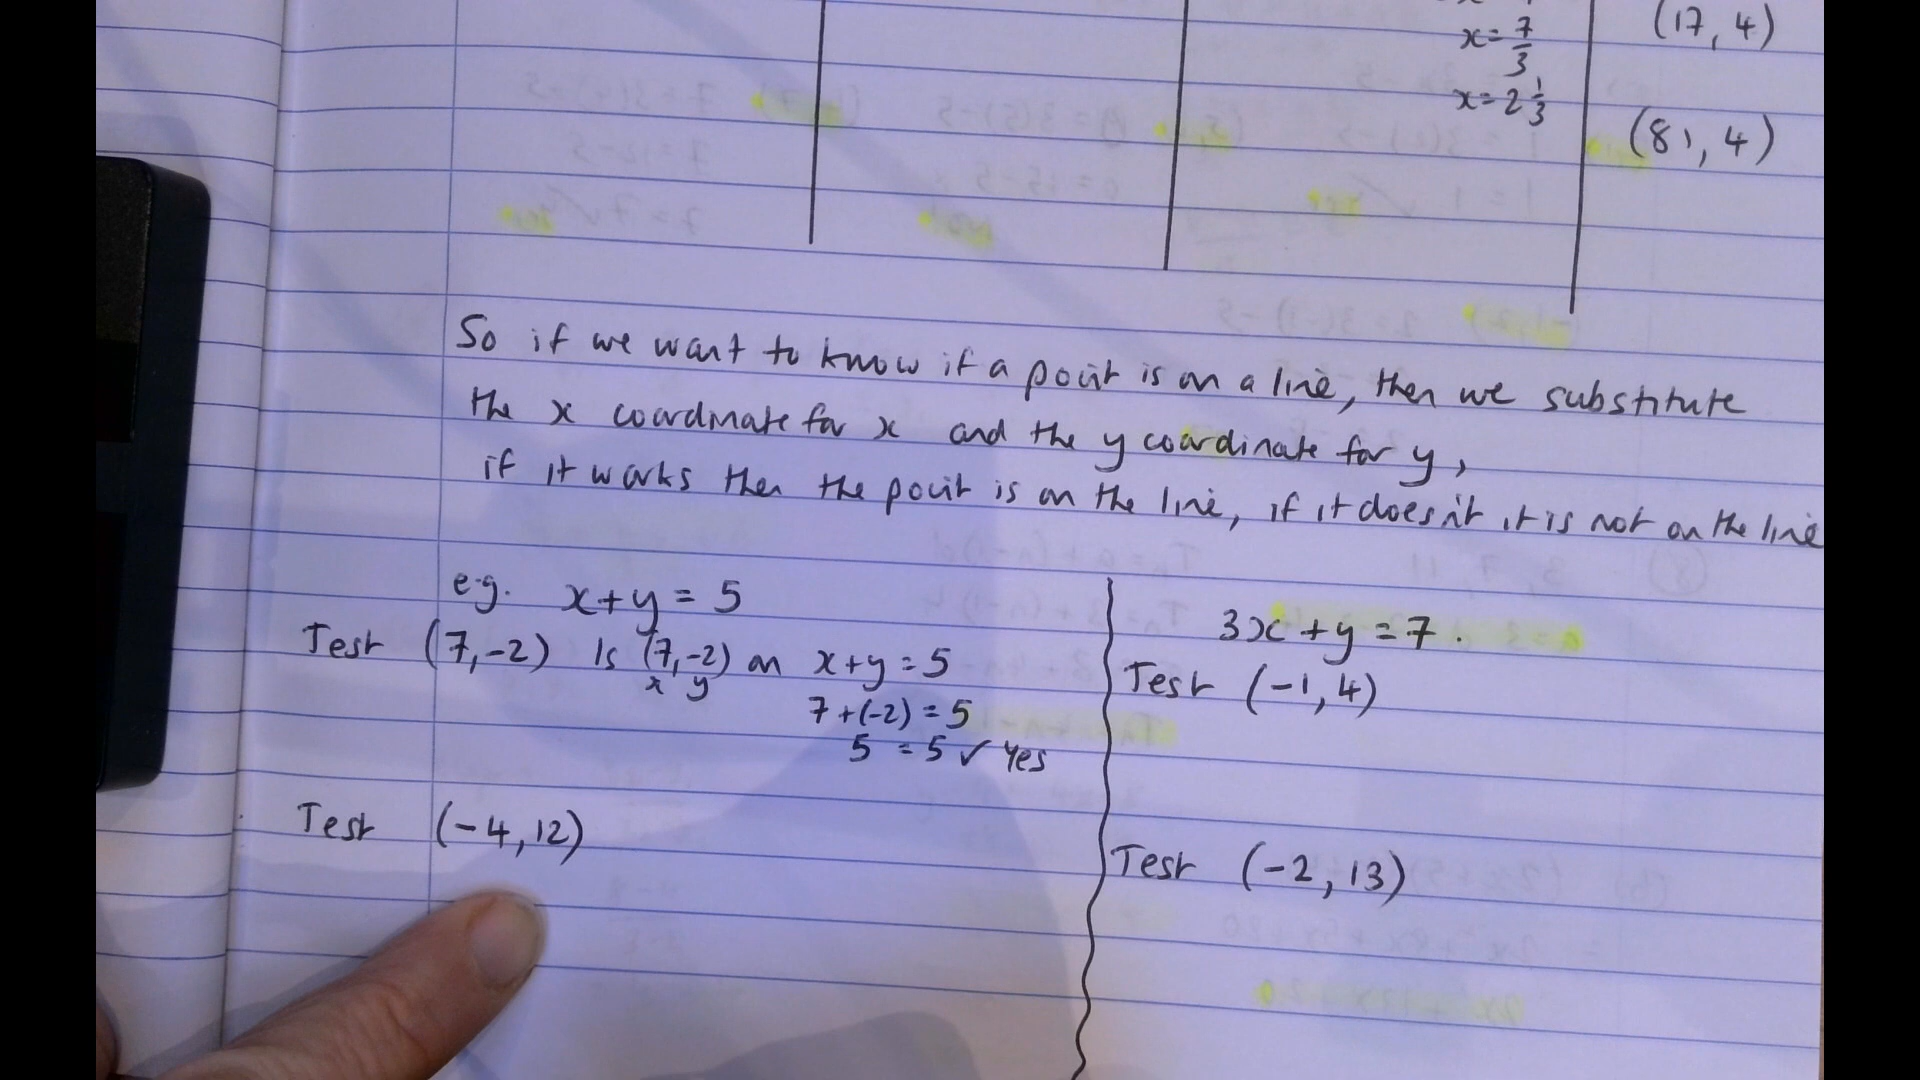 x = 7/3
(17, 4)
x = 2 1/3
(81, 4)
So if we want to know if a point is on a line, then we substitute
the x coordinate for x and the y coordinate for y,
if it works then the point is on the line, if it doesn't it is not on the line
e.g. x + y = 5
3x + y = 7.
Test (7, -2) Is (7, -2) on x + y = 5
x y
Test (-1, 4)
7 + (-2) = 5
5 = 5 ✓ Yes
Test (-4, 12)
Test (-2, 13)